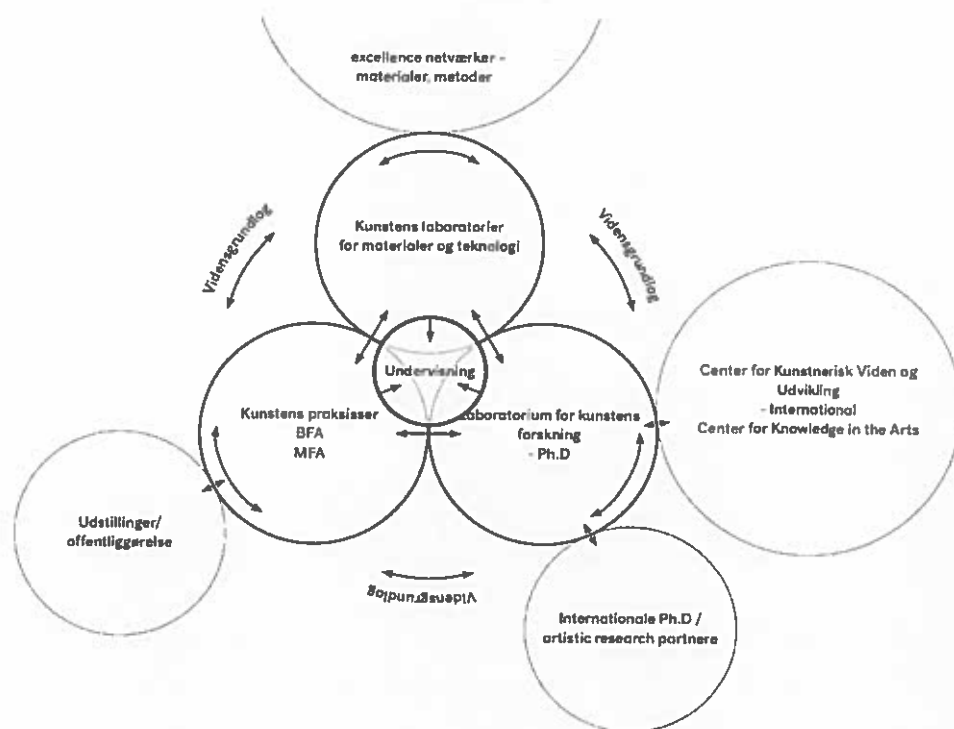 excellence netværker -
materialer, metoder
Kunstens laboratorier
for materialer og teknologi
Vidensgrundlag
Vidensgrundlag
Undervisning
Kunstens praksisser
BFA
MFA
Laboratorium for kunstens
forskning
- Ph.D
Center for Kunstnerisk Viden og
Udvikling
- International
Center for Knowledge in the Arts
Udstillinger/
offentliggørelse
Vidensgrundlag
Internationale Ph.D /
artistic research partnere